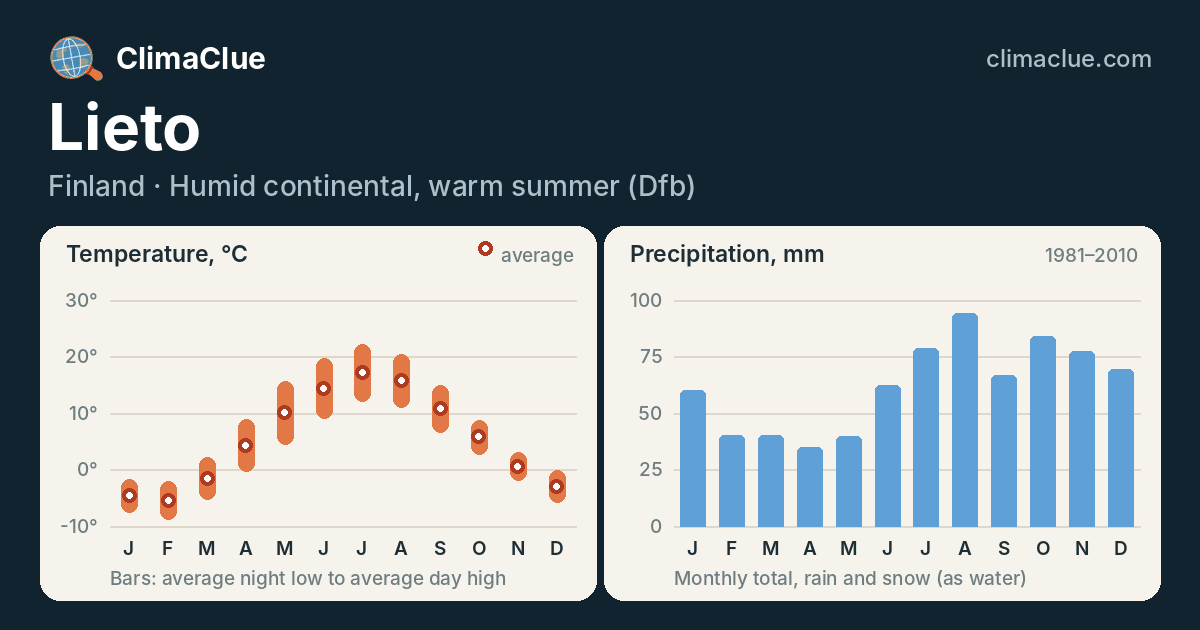 ClimaClue
climaclue.com
Lieto
Finland · Humid continental, warm summer (Dfb)
Temperature, °C
average
30°
20°
10°
0°
-10°
J F M A M J J A S O N D
Bars: average night low to average day high
Precipitation, mm
1981–2010
100
75
50
25
0
J F M A M J J A S O N D
Monthly total, rain and snow (as water)